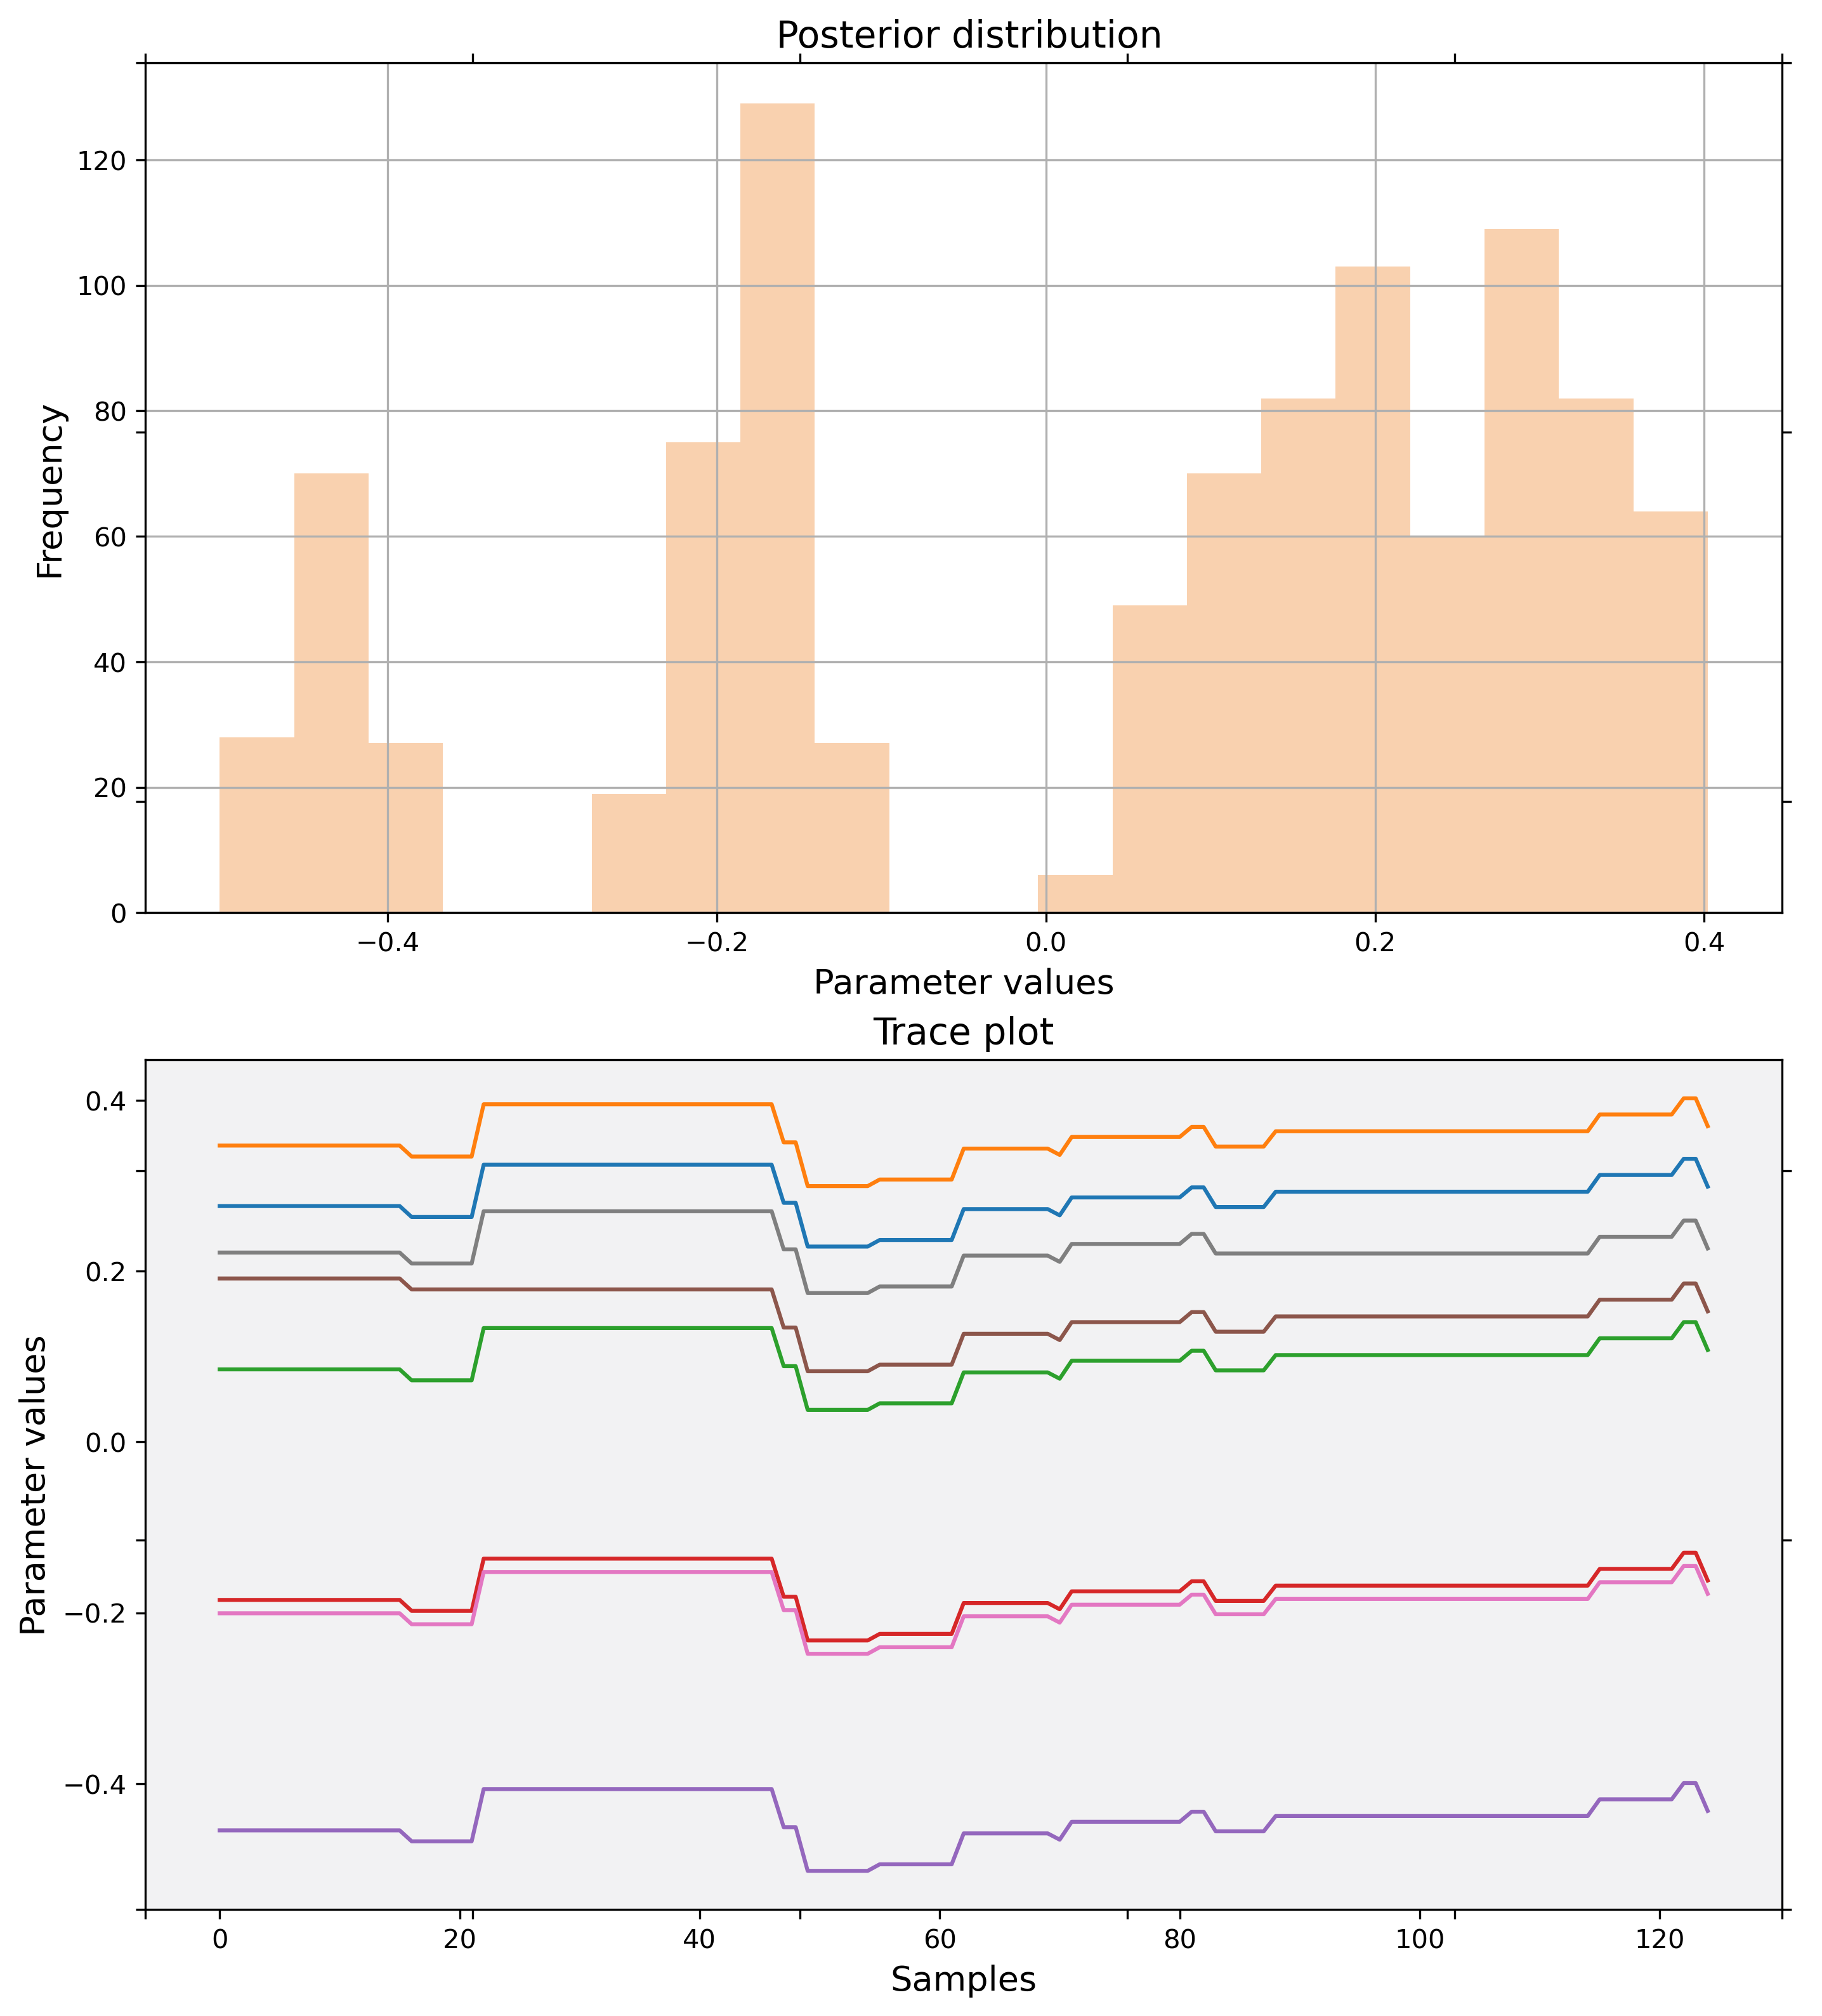 Posterior distribution
120
100
80
60
40
20
0
Frequency
−0.4 −0.2 0.0 0.2 0.4
Parameter values
Trace plot
0.4
0.2
0.0
−0.2
−0.4
Parameter values
0 20 40 60 80 100 120
Samples